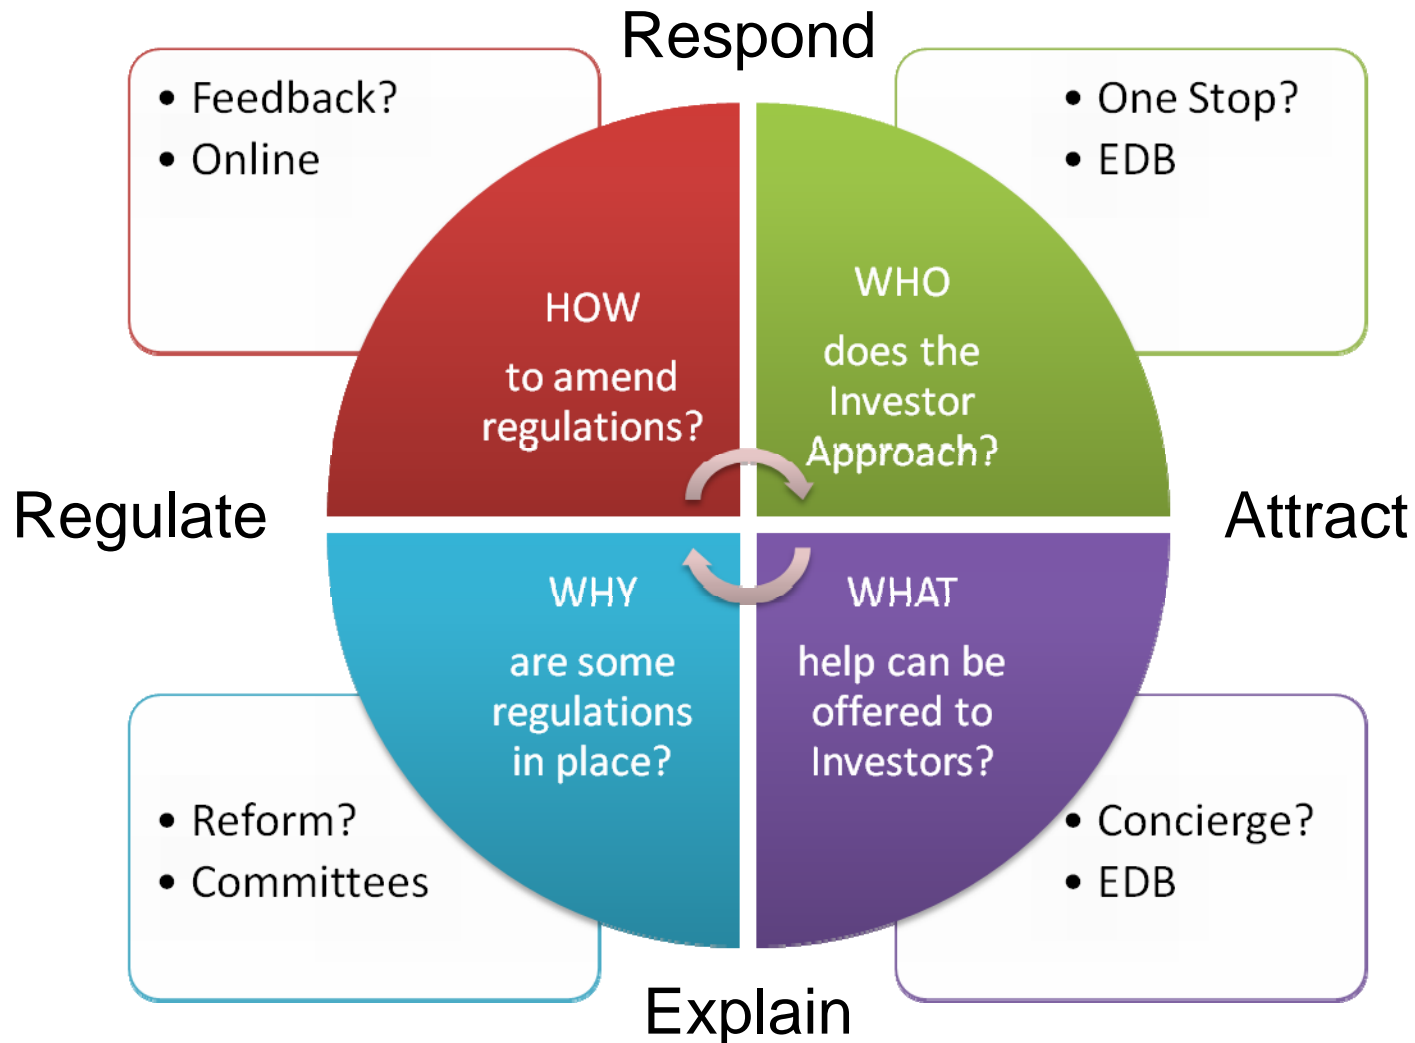 Respond
• Feedback?
• Online
• One Stop?
• EDB
HOW
to amend
regulations?
WHO
does the
Investor
Approach?
Regulate
Attract
WHY
are some
regulations
in place?
WHAT
help can be
offered to
Investors?
• Reform?
• Committees
• Concierge?
• EDB
Explain